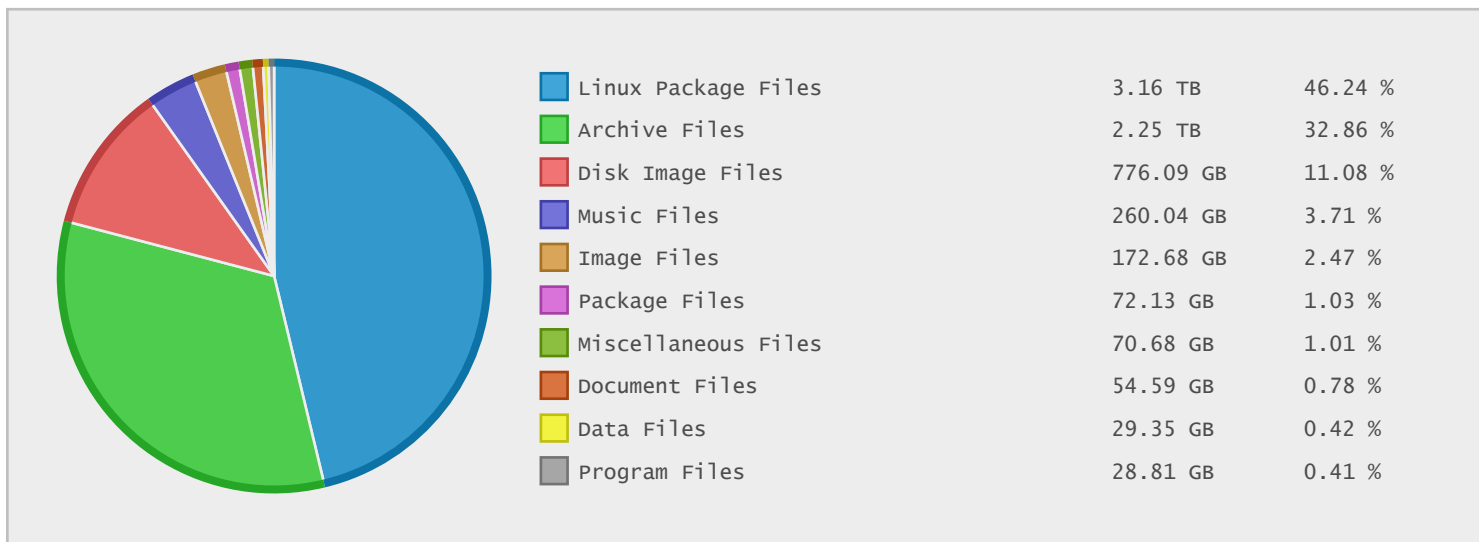 Linux Package Files 3.16 TB 46.24 %
Archive Files 2.25 TB 32.86 %
Disk Image Files 776.09 GB 11.08 %
Music Files 260.04 GB 3.71 %
Image Files 172.68 GB 2.47 %
Package Files 72.13 GB 1.03 %
Miscellaneous Files 70.68 GB 1.01 %
Document Files 54.59 GB 0.78 %
Data Files 29.35 GB 0.42 %
Program Files 28.81 GB 0.41 %